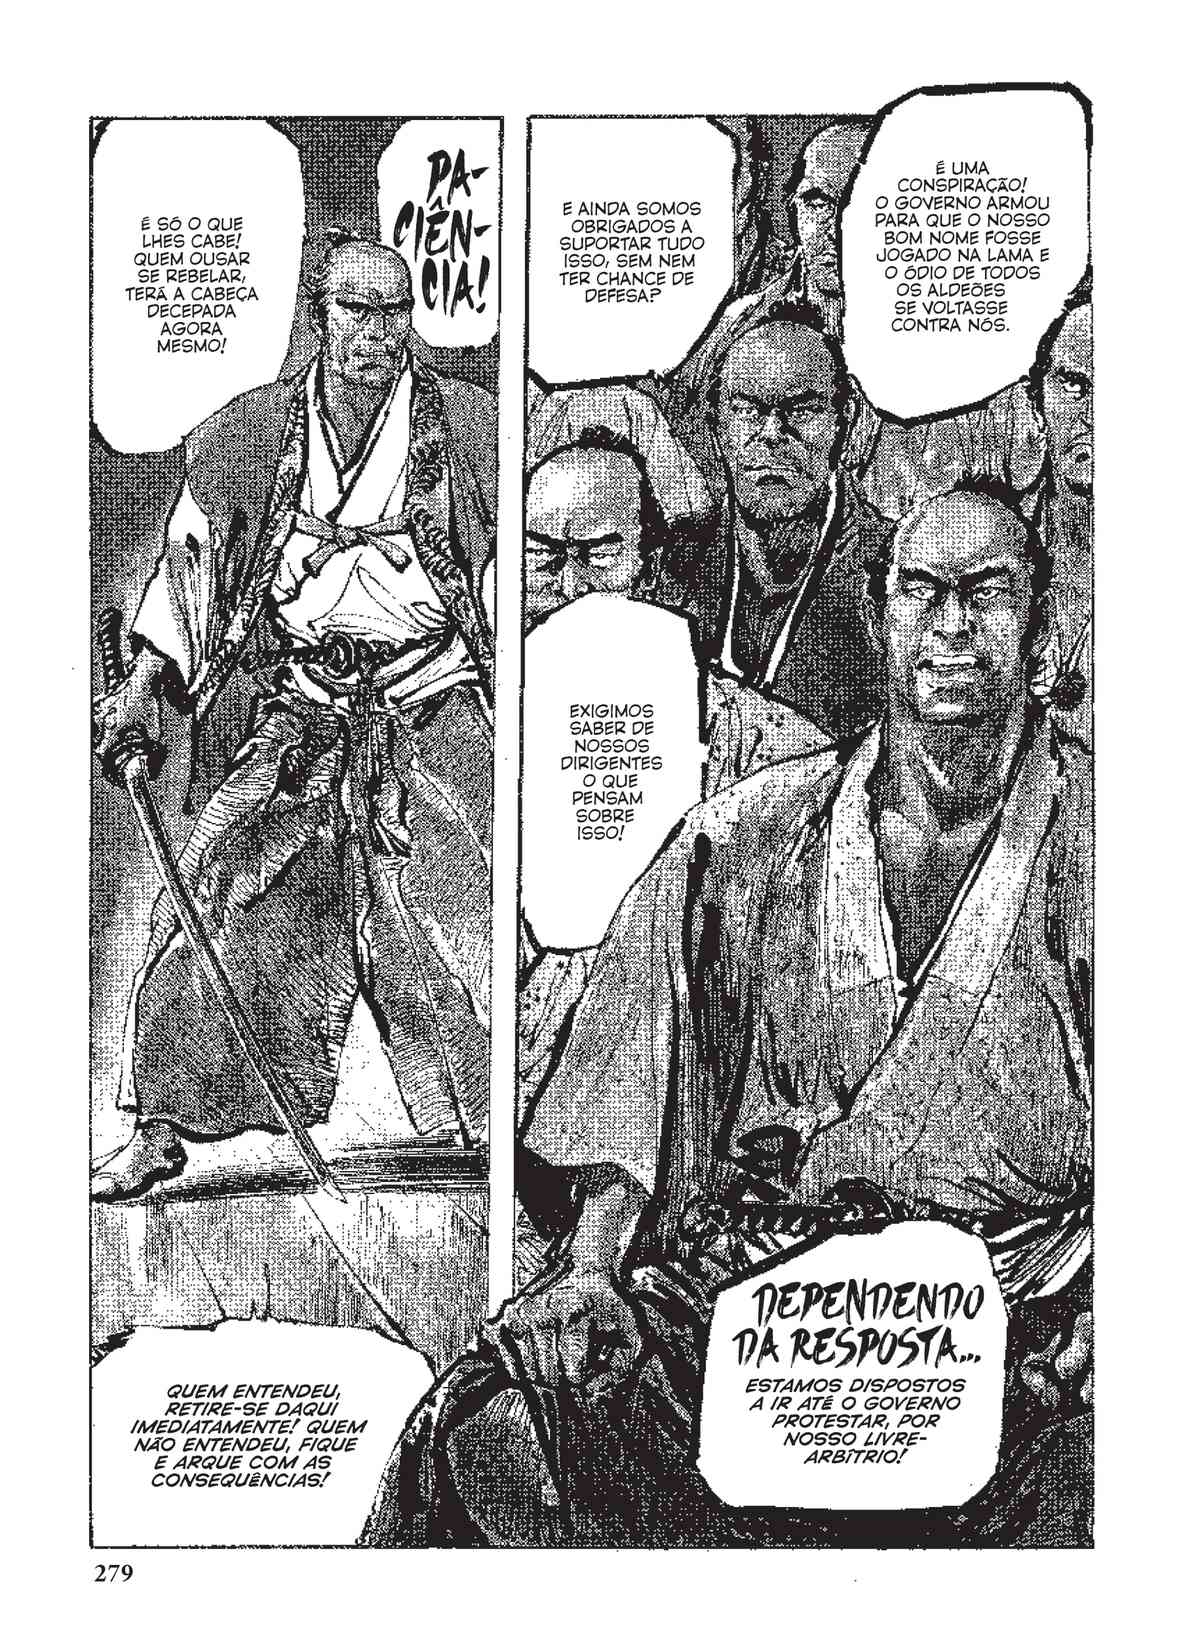 É UMA
CONSPIRAÇÃO!
O GOVERNO ARMOU
PARA QUE O NOSSO
BOM NOME FOSSE
JOGADO NA LAMA E
O ÓDIO DE TODOS
OS ALDEÕES
SE VOLTASSE
CONTRA NÓS.
E AINDA SOMOS
OBRIGADOS A
SUPORTAR TUDO
ISSO, SEM NEM
TER CHANCE DE
DEFESA?
EXIGIMOS
SABER DE
NOSSOS
DIRIGENTES
O QUE
PENSAM
SOBRE
ISSO!
DEPENDENDO
DA RESPOSTA...
ESTAMOS DISPOSTOS
A IR ATÉ O GOVERNO
PROTESTAR, POR
NOSSO LIVRE-
ARBÍTRIO!
PA-
CIÊN-
CIA!
É SÓ O QUE
LHES CABE!
QUEM OUSAR
SE REBELAR,
TERÁ A CABEÇA
DECEPADA
AGORA
MESMO!
QUEM ENTENDEU,
RETIRE-SE DAQUI
IMEDIATAMENTE! QUEM
NÃO ENTENDEU, FIQUE
E ARQUE COM AS
CONSEQUÊNCIAS!
279